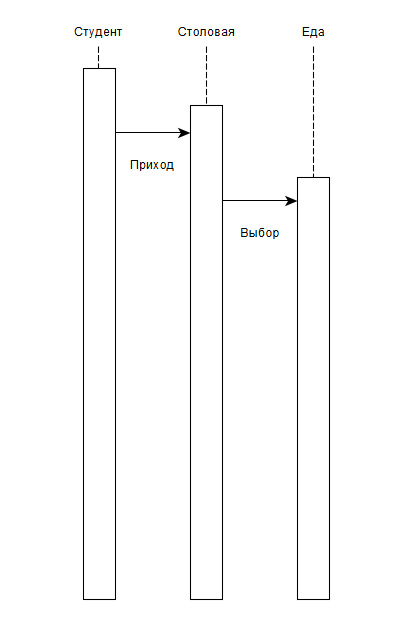 Студент
Столовая
Еда
Приход
Выбор